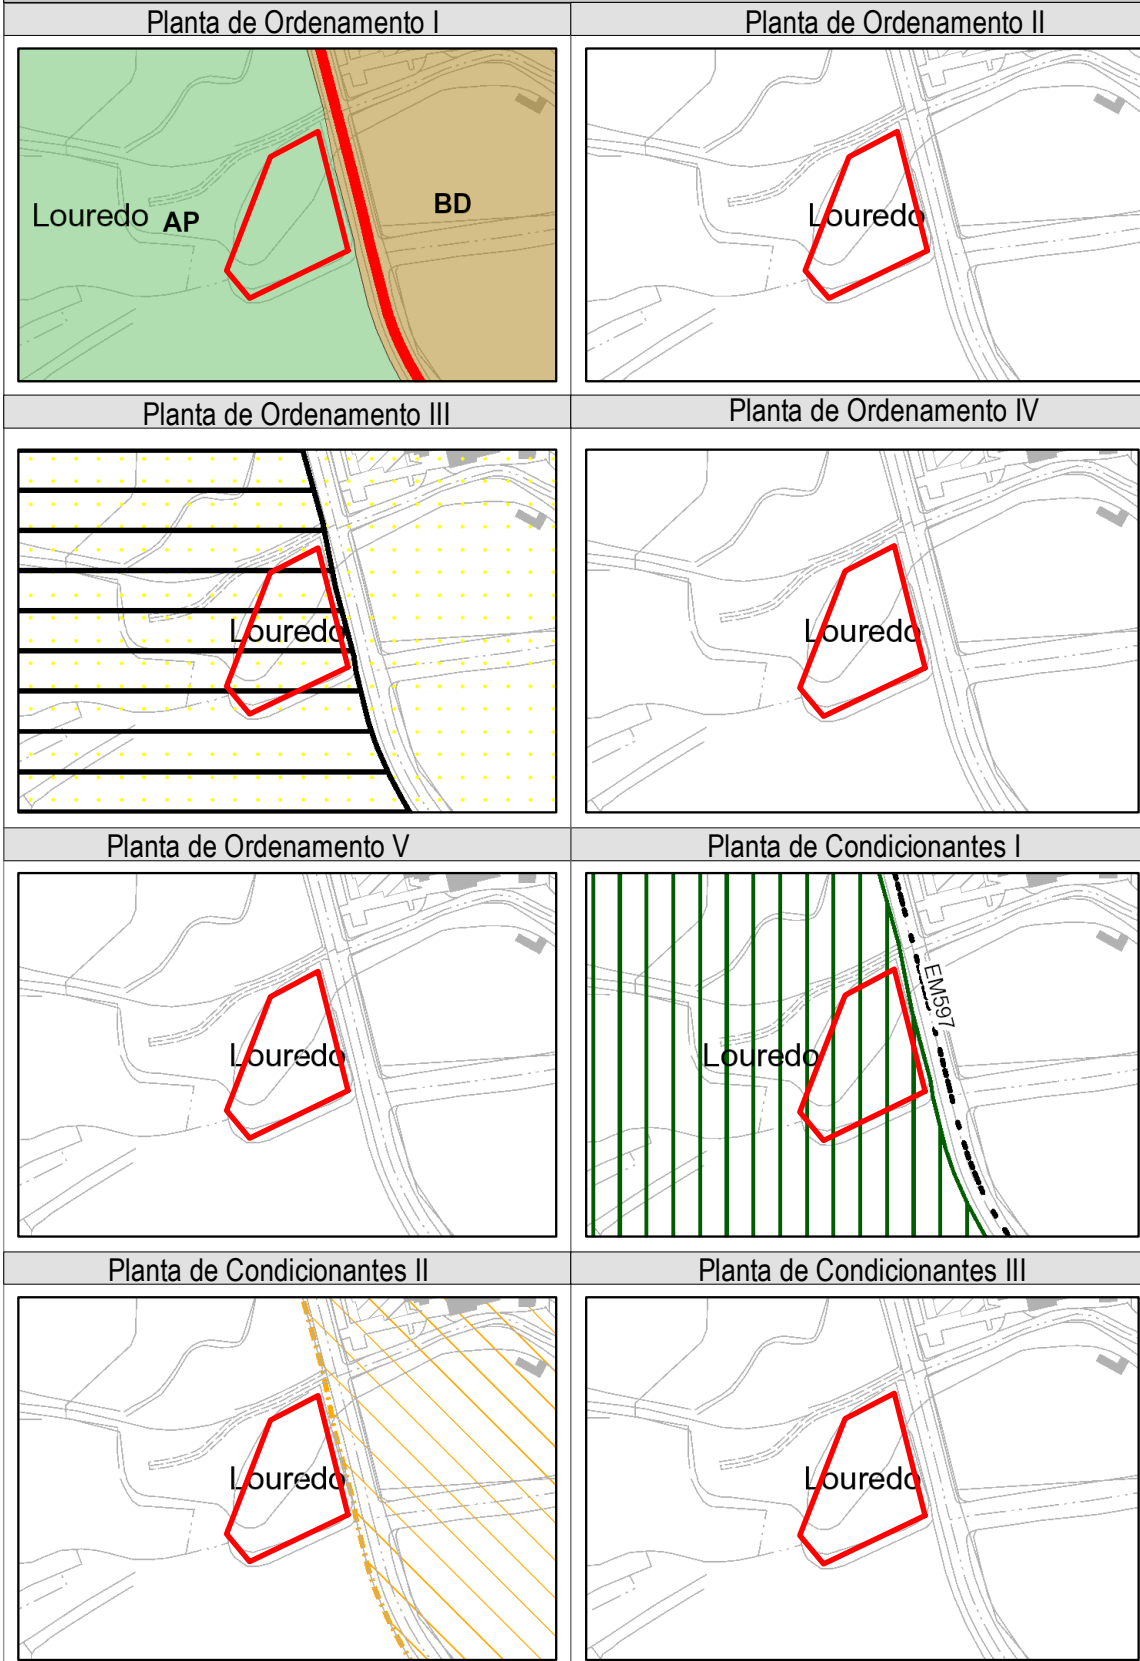 Planta de Ordenamento I
Planta de Ordenamento II
Louredo AP
BD
Louredo
Planta de Ordenamento III
Planta de Ordenamento IV
Louredo
Louredo
Planta de Ordenamento V
Planta de Condicionantes I
Louredo
Louredo
EM597
Planta de Condicionantes II
Planta de Condicionantes III
Louredo
Louredo